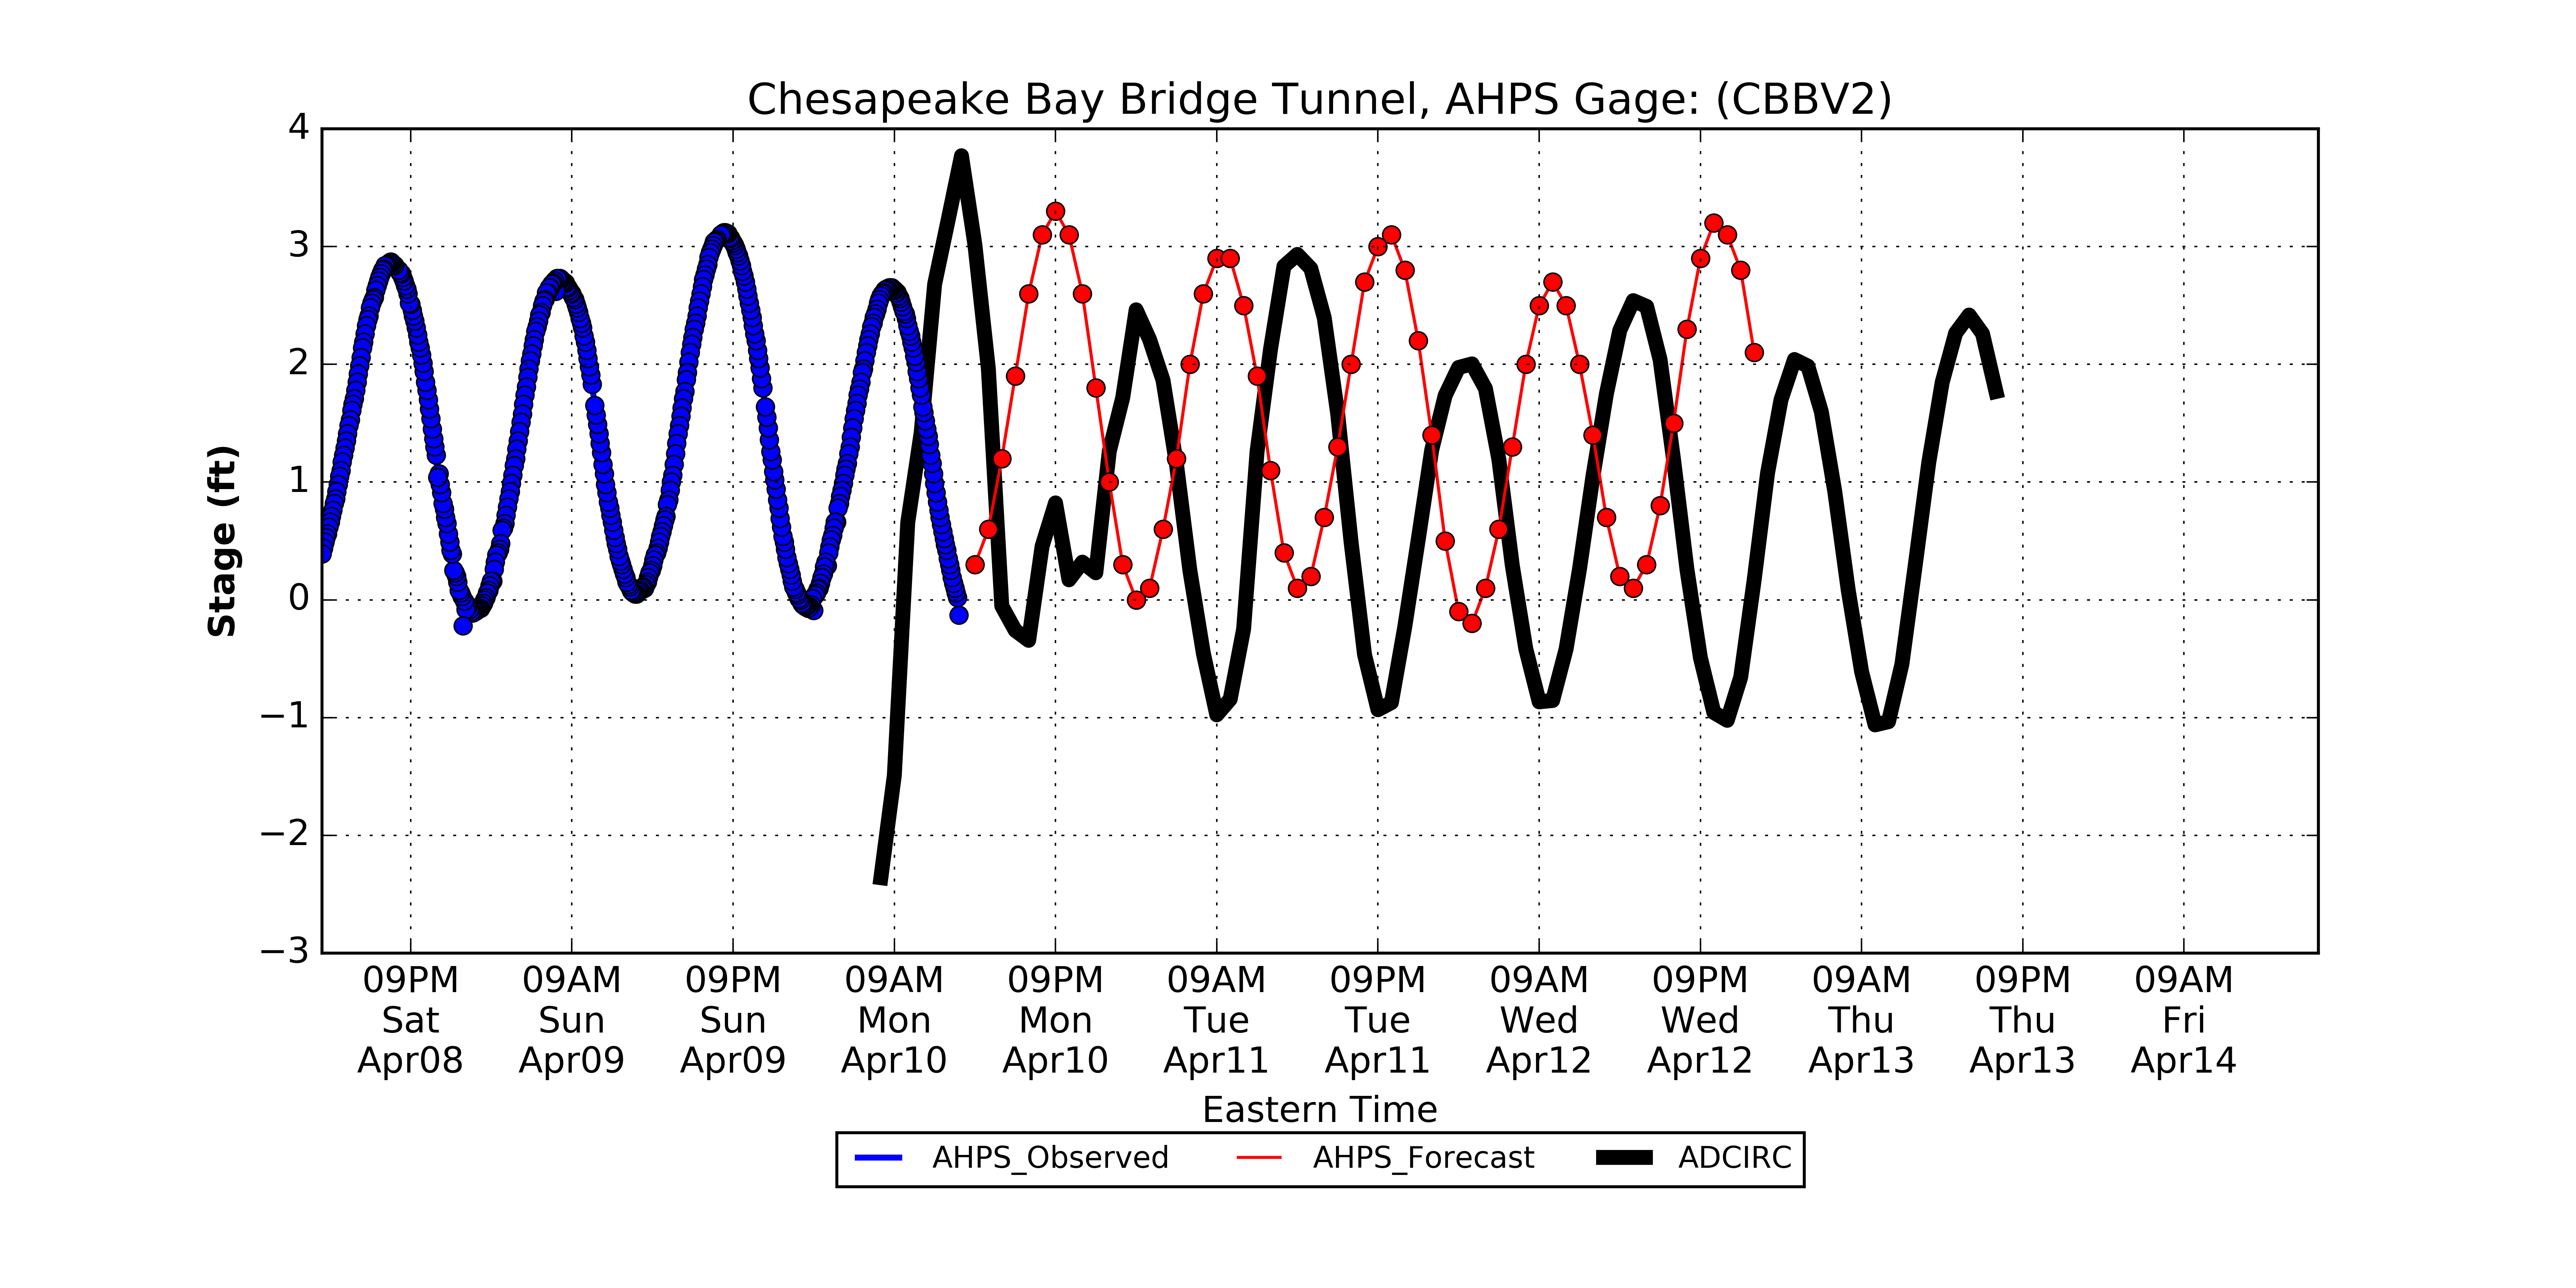 Chesapeake Bay Bridge Tunnel, AHPS Gage: (CBBV2)
4
3
2
1
0
−1
−2
−3
Stage (ft)
09PM 09AM 09PM 09AM 09PM 09AM 09PM 09AM 09PM 09AM 09PM 09AM
Sat Sun Sun Mon Mon Tue Tue Wed Wed Thu Thu Fri
Apr08 Apr09 Apr09 Apr10 Apr10 Apr11 Apr11 Apr12 Apr12 Apr13 Apr13 Apr14
Eastern Time
AHPS_Observed AHPS_Forecast ADCIRC